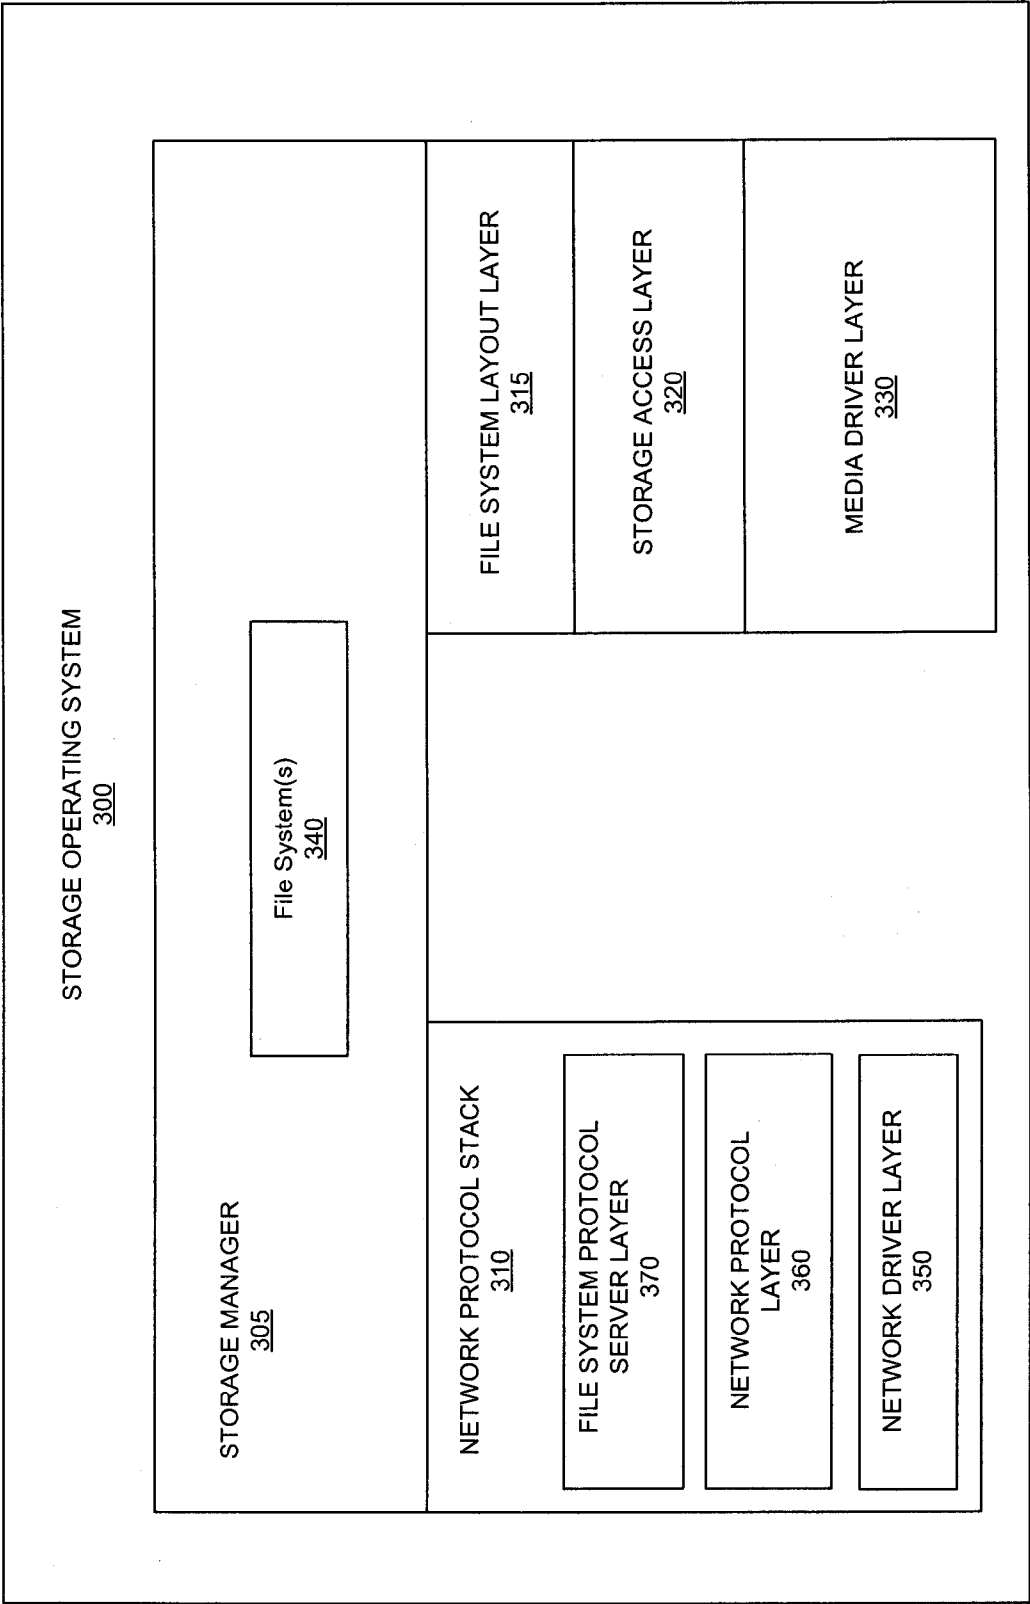 STORAGE OPERATING SYSTEM
300
STORAGE MANAGER
305
File System(s)
340
NETWORK PROTOCOL STACK
310
FILE SYSTEM PROTOCOL
SERVER LAYER
370
NETWORK PROTOCOL
LAYER
360
NETWORK DRIVER LAYER
350
FILE SYSTEM LAYOUT LAYER
315
STORAGE ACCESS LAYER
320
MEDIA DRIVER LAYER
330